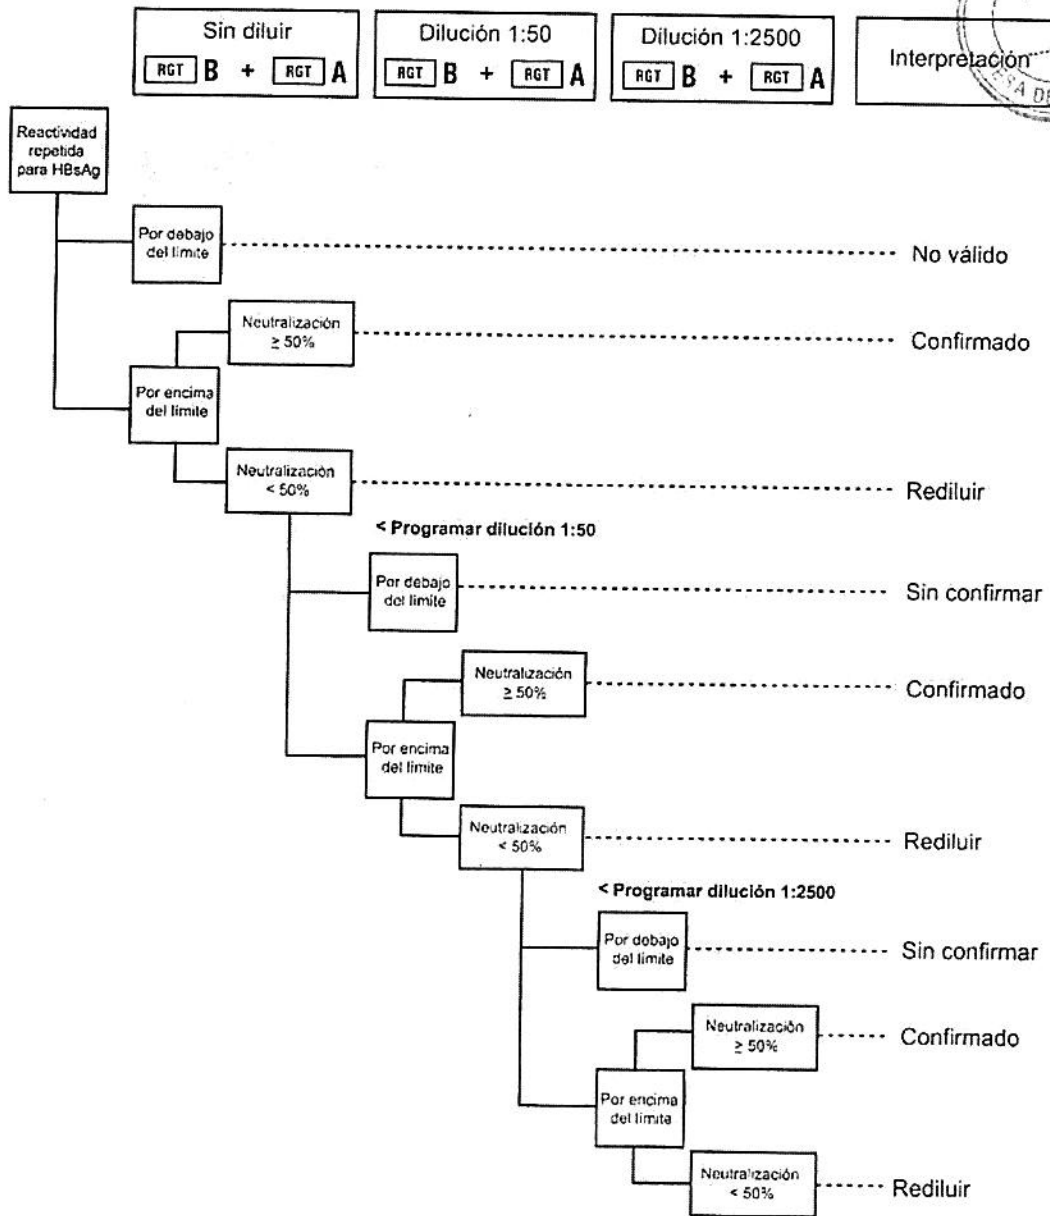 Sin diluir
RGT B + RGT A
Dilución 1:50
RGT B + RGT A
Dilución 1:2500
RGT B + RGT A
Interpretación
Reactividad
repetida
para HBsAg
Por debajo
del límite
No válido
Neutralización
≥ 50%
Confirmado
Por encima
del límite
Neutralización
< 50%
Rediluir
< Programar dilución 1:50
Por debajo
del límite
Sin confirmar
Neutralización
≥ 50%
Confirmado
Por encima
del límite
Neutralización
< 50%
Rediluir
< Programar dilución 1:2500
Por debajo
del límite
Sin confirmar
Neutralización
≥ 50%
Confirmado
Por encima
del límite
Neutralización
< 50%
Rediluir